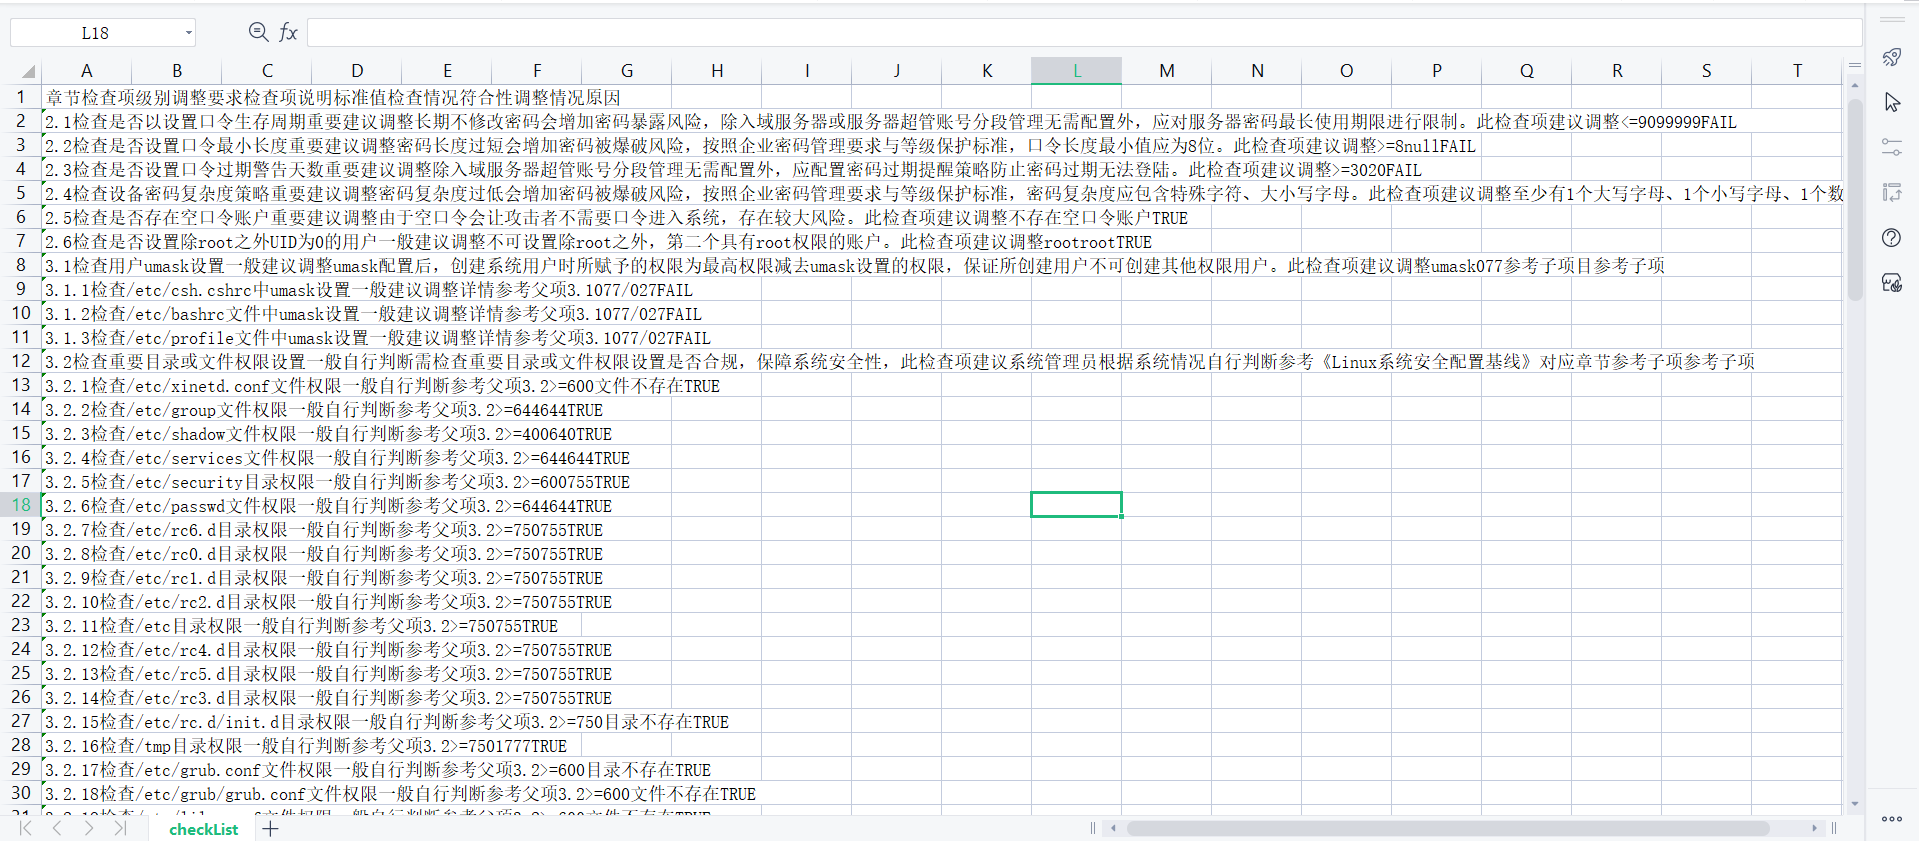 L18
fx
A B C D E F G H I J K L M N O P Q R S T
1 章节检查项级别调整要求检查项说明标准值检查情况符合性调整情况原因
2 2.1检查是否以设置口令生存周期重要建议调整长期不修改密码会增加密码暴露风险，除入域服务器或服务器超管账号分段管理无需配置外，应对服务器密码最长使用期限进行限制。此检查项建议调整<=9099999FAIL
3 2.2检查是否设置口令最小长度重要建议调整密码长度过短会增加密码被爆破风险，按照企业密码管理要求与等级保护标准，口令长度最小值应为8位。此检查项建议调整>=8nullFAIL
4 2.3检查是否设置口令过期警告天数重要建议调整除入域服务器超管账号分段管理无需配置外，应配置密码过期提醒策略防止密码过期无法登陆。此检查项建议调整>=3020FAIL
5 2.4检查设备密码复杂度策略重要建议调整密码复杂度过低会增加密码被爆破风险，按照企业密码管理要求与等级保护标准，密码复杂度应包含特殊字符、大小写字母。此检查项建议调整至少有1个大写字母、1个小写字母、1个数
6 2.5检查是否存在空口令账户重要建议调整由于空口令会让攻击者不需要口令进入系统，存在较大风险。此检查项建议调整不存在空口令账户TRUE
7 2.6检查是否设置除root之外UID为0的用户一般建议调整不可设置除root之外，第二个具有root权限的账户。此检查项建议调整rootrootTRUE
8 3.1检查用户umask设置一般建议调整umask配置后，创建系统用户时所赋予的权限为最高权限减去umask设置的权限，保证所创建用户不可创建其他权限用户。此检查项建议调整umask077参考子项目参考子项
9 3.1.1检查/etc/csh.cshrc中umask设置一般建议调整详情参考父项3.1077/027FAIL
10 3.1.2检查/etc/bashrc文件中umask设置一般建议调整详情参考父项3.1077/027FAIL
11 3.1.3检查/etc/profile文件中umask设置一般建议调整详情参考父项3.1077/027FAIL
12 3.2检查重要目录或文件权限设置一般自行判断需检查重要目录或文件权限设置是否合规，保障系统安全性，此检查项建议系统管理员根据系统情况自行判断参考《Linux系统安全配置基线》对应章节参考子项参考子项
13 3.2.1检查/etc/xinetd.conf文件权限一般自行判断参考父项3.2>=600文件不存在TRUE
14 3.2.2检查/etc/group文件权限一般自行判断参考父项3.2>=644644TRUE
15 3.2.3检查/etc/shadow文件权限一般自行判断参考父项3.2>=400640TRUE
16 3.2.4检查/etc/services文件权限一般自行判断参考父项3.2>=644644TRUE
17 3.2.5检查/etc/security目录权限一般自行判断参考父项3.2>=600755TRUE
18 3.2.6检查/etc/passwd文件权限一般自行判断参考父项3.2>=644644TRUE
19 3.2.7检查/etc/rc6.d目录权限一般自行判断参考父项3.2>=750755TRUE
20 3.2.8检查/etc/rc0.d目录权限一般自行判断参考父项3.2>=750755TRUE
21 3.2.9检查/etc/rc1.d目录权限一般自行判断参考父项3.2>=750755TRUE
22 3.2.10检查/etc/rc2.d目录权限一般自行判断参考父项3.2>=750755TRUE
23 3.2.11检查/etc目录权限一般自行判断参考父项3.2>=750755TRUE
24 3.2.12检查/etc/rc4.d目录权限一般自行判断参考父项3.2>=750755TRUE
25 3.2.13检查/etc/rc5.d目录权限一般自行判断参考父项3.2>=750755TRUE
26 3.2.14检查/etc/rc3.d目录权限一般自行判断参考父项3.2>=750755TRUE
27 3.2.15检查/etc/rc.d/init.d目录权限一般自行判断参考父项3.2>=750目录不存在TRUE
28 3.2.16检查/tmp目录权限一般自行判断参考父项3.2>=7501777TRUE
29 3.2.17检查/etc/grub.conf文件权限一般自行判断参考父项3.2>=600目录不存在TRUE
30 3.2.18检查/etc/grub/grub.conf文件权限一般自行判断参考父项3.2>=600文件不存在TRUE
checkList